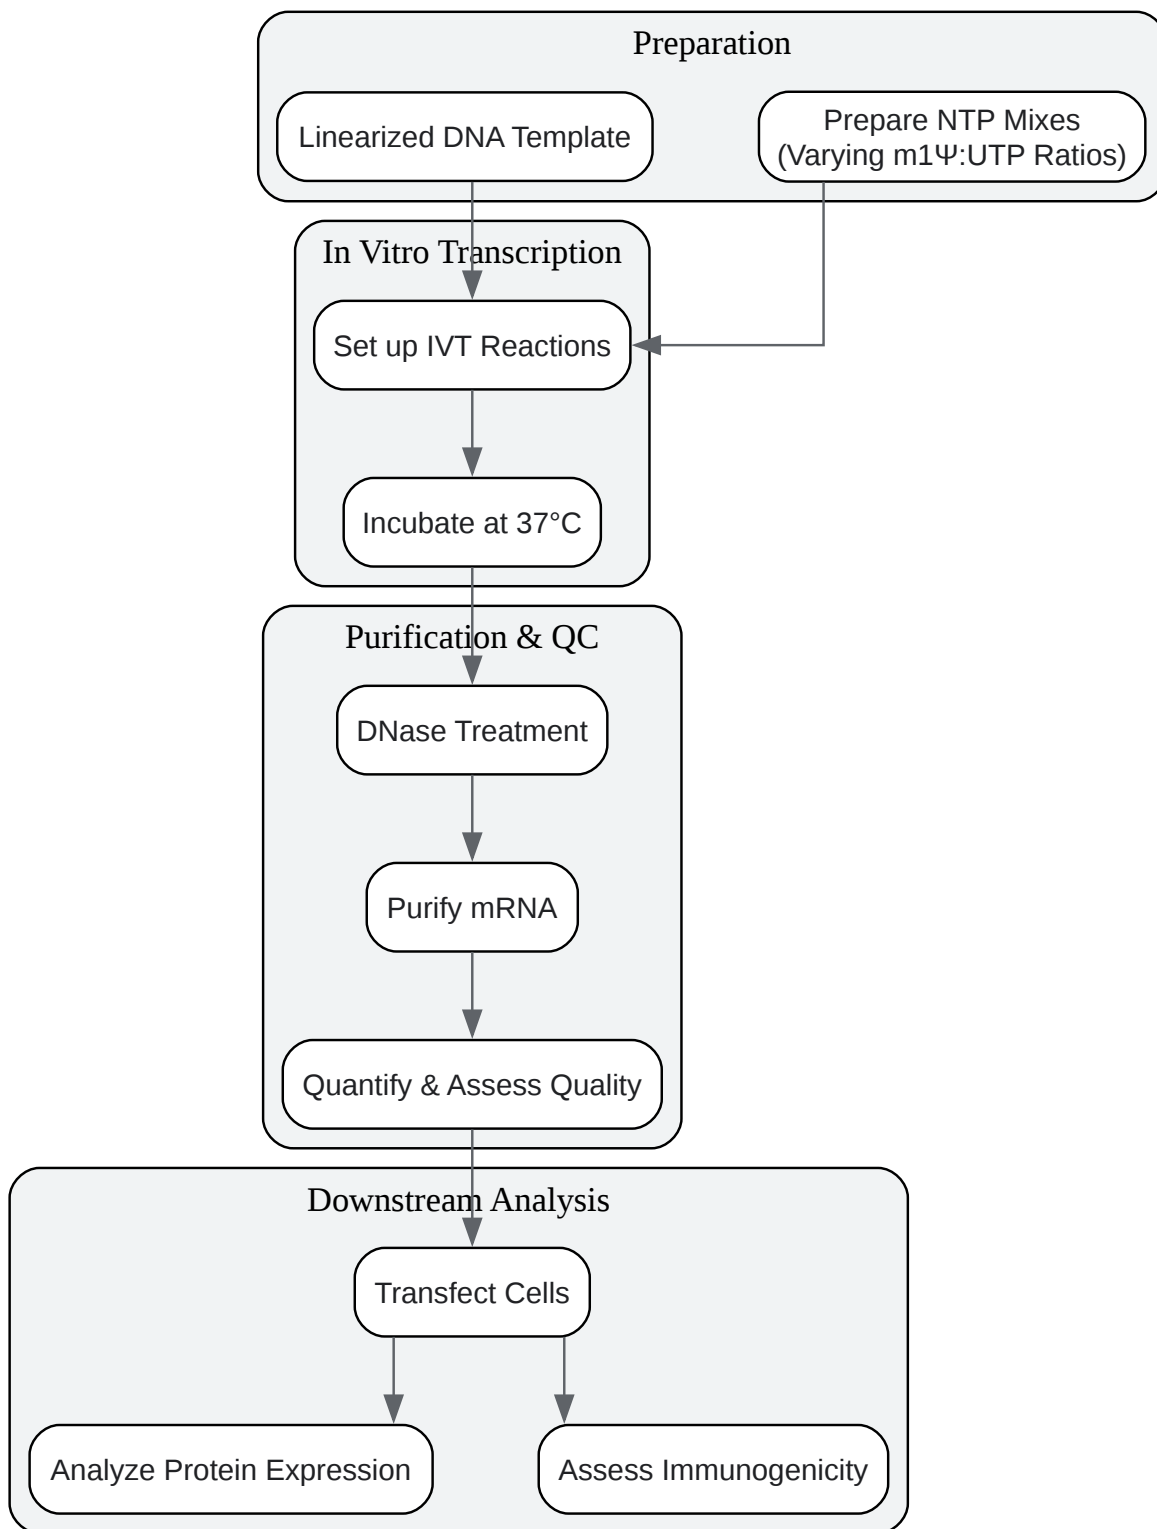 Preparation
Linearized DNA Template
Prepare NTP Mixes
(Varying m1Ψ:UTP Ratios)
In Vitro Transcription
Set up IVT Reactions
Incubate at 37°C
Purification & QC
DNase Treatment
Purify mRNA
Quantify & Assess Quality
Downstream Analysis
Transfect Cells
Analyze Protein Expression
Assess Immunogenicity